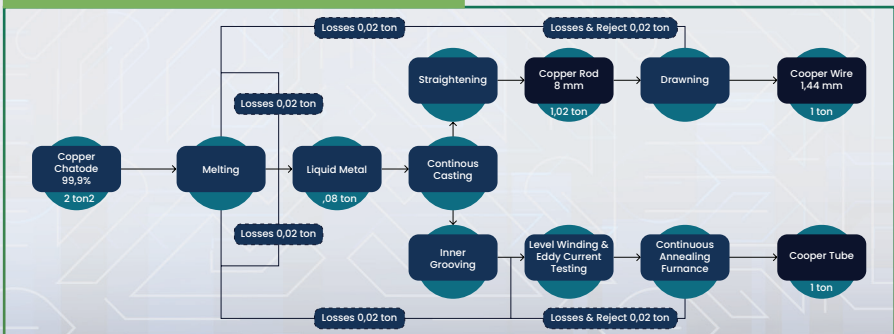 Losses 0,02 ton
Losses & Reject 0,02 ton
Straightening
Copper Rod
8 mm
1,02 ton
Drawning
Cooper Wire
1,44 mm
1 ton
Losses 0,02 ton
Copper
Chatode
99,9%
2 ton2
Melting
Liquid Metal
,08 ton
Continous
Casting
Losses 0,02 ton
Inner
Grooving
Level Winding &
Eddy Current
Testing
Continuous
Annealing
Furnance
Cooper Tube
1 ton
Losses 0,02 ton
Losses & Reject 0,02 ton